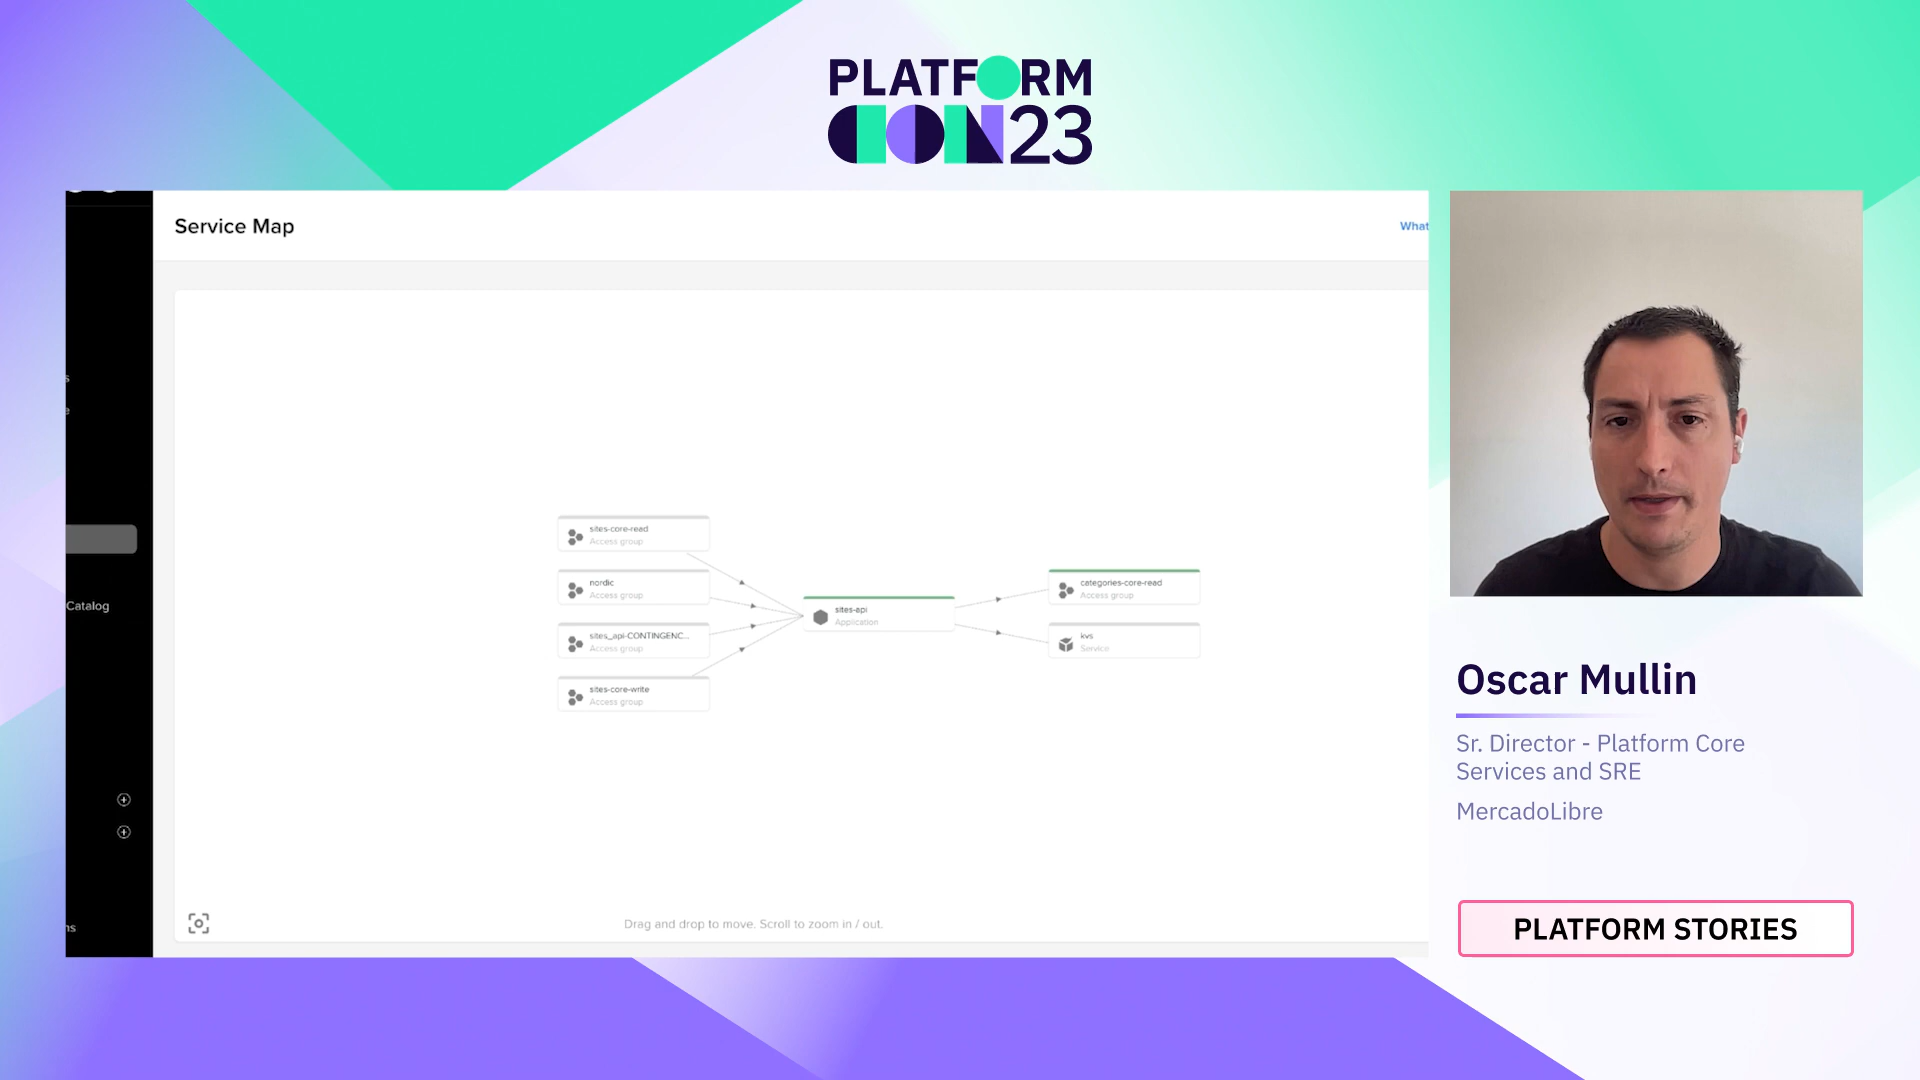 PLATFORM
CON23
Service Map
What
s
e
Catalog
ns
sites-core-read
Access group
nordic
Access group
sites_api-CONTINGENC...
Access group
sites-core-write
Access group
sites-api
Application
categories-core-read
Access group
kvs
Service
Drag and drop to move. Scroll to zoom in / out.
Oscar Mullin
Sr. Director - Platform Core
Services and SRE
MercadoLibre
PLATFORM STORIES